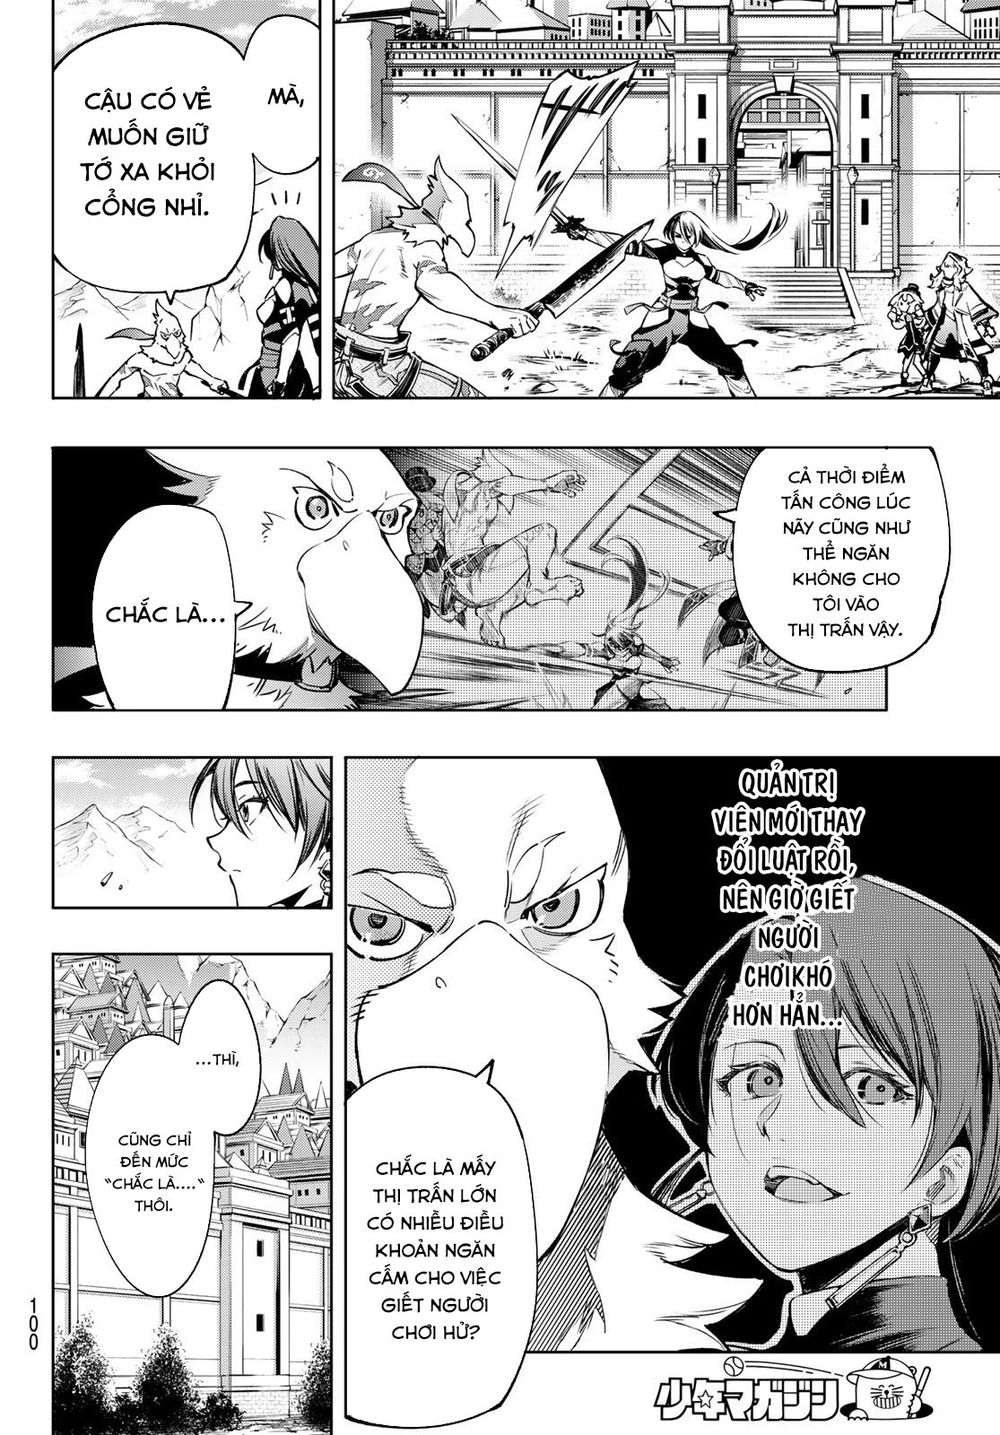 MÀ,
CẬU CÓ VẺ
MUỐN GIỮ
TỚ XA KHỎI
CỔNG NHỈ.
CẢ THỜI ĐIỂM
TẤN CÔNG LÚC
NÃY CŨNG NHƯ
THỂ NGĂN
KHÔNG CHO
TÔI VÀO
THỊ TRẤN VẬY.
CHẮC LÀ...
QUẢN TRỊ
VIÊN MỚI THAY
ĐỔI LUẬT RỒI,
NÊN GIỜ GIẾT
NGƯỜI
CHƠIKHÓ
HƠN HẲN...
CHẮC LÀ MẤY
THỊ TRẤN LỚN
CÓ NHIỀU ĐIỀU
KHOẢN NGĂN
CẤM CHO VIỆC
GIẾT NGƯỜI
CHƠI HỬ?
...THÌ,
CŨNG CHỈ
ĐẾN MỨC
"CHẮC LÀ...."
THÔI.
100
少年マガジン
M